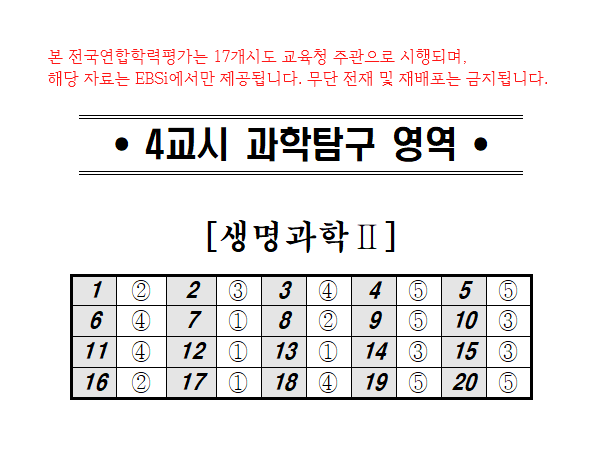 본 전국연합학력평가는 17개시도 교육청 주관으로 시행되며,
해당 자료는 EBSi에서만 제공됩니다. 무단 전재 및 재배포는 금지됩니다.
• 4교시 과학탐구 영역 •
[생명과학Ⅱ]
1 ② 2 ③ 3 ④ 4 ⑤ 5 ⑤
6 ④ 7 ① 8 ② 9 ⑤ 10 ③
11 ④ 12 ① 13 ① 14 ③ 15 ③
16 ② 17 ① 18 ④ 19 ⑤ 20 ⑤